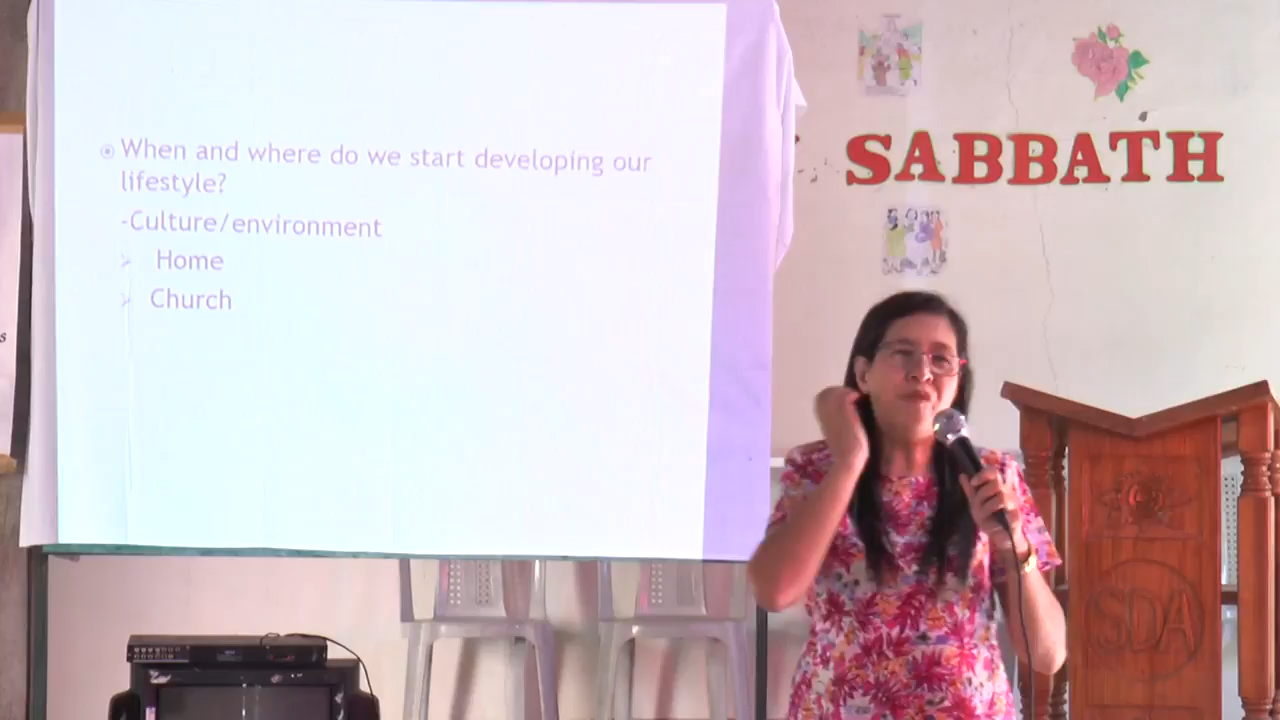 When and where do we start developing our
lifestyle?
-Culture/environment
Home
Church
SABBATH
SDA
s